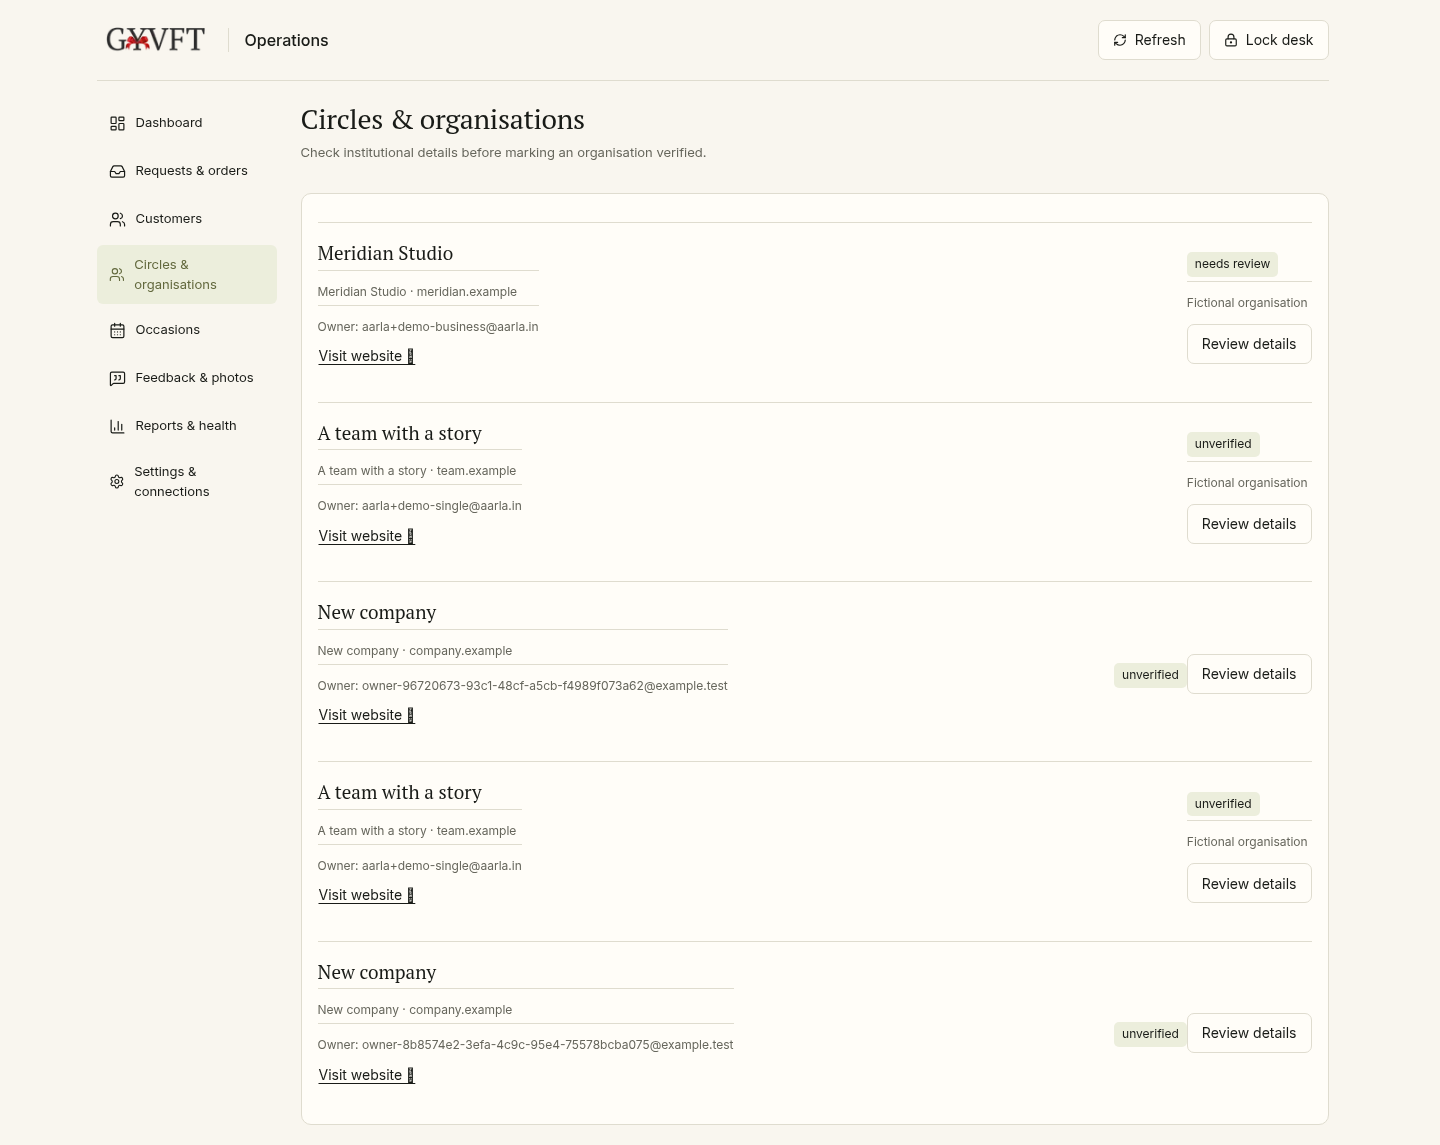 GYVFT
Operations
Refresh
Lock desk
Dashboard
Requests & orders
Customers
Circles &
organisations
Occasions
Feedback & photos
Reports & health
Settings &
connections
Circles & organisations
Check institutional details before marking an organisation verified.
Meridian Studio
Meridian Studio · meridian.example
Owner: aarla+demo-business@aarla.in
Visit website
needs review
Fictional organisation
Review details
A team with a story
A team with a story · team.example
Owner: aarla+demo-single@aarla.in
Visit website
unverified
Fictional organisation
Review details
New company
New company · company.example
Owner: owner-96720673-93c1-48cf-a5cb-f4989f073a62@example.test
Visit website
unverified
Review details
A team with a story
A team with a story · team.example
Owner: aarla+demo-single@aarla.in
Visit website
unverified
Fictional organisation
Review details
New company
New company · company.example
Owner: owner-8b8574e2-3efa-4c9c-95e4-75578bcba075@example.test
Visit website
unverified
Review details